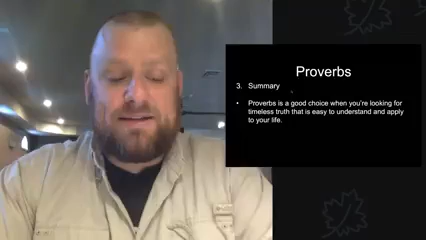 Proverbs
3. Summary
• Proverbs is a good choice when you're looking for
timeless truth that is easy to understand and apply
to your life.